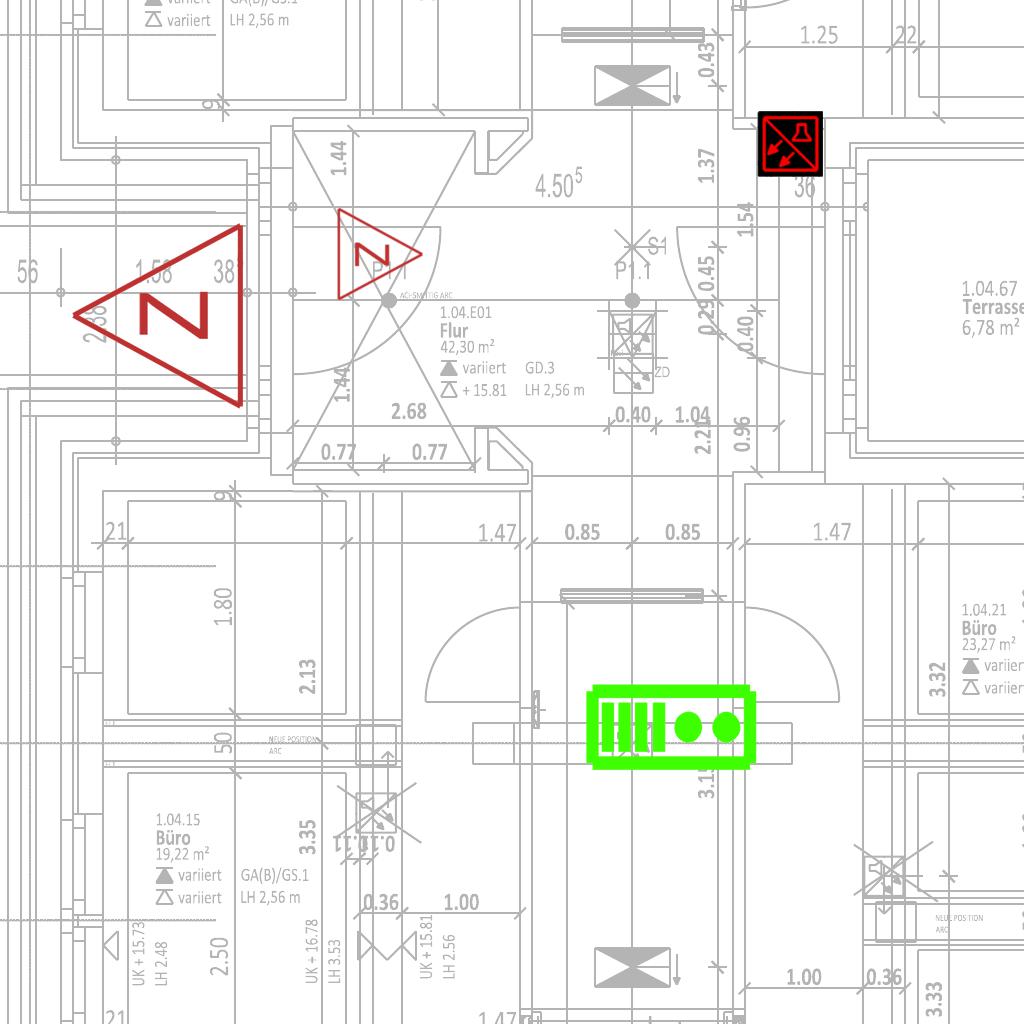 variiert GA(B)/GS.1
variiert LH 2,56 m
9
0.43
1.25 22
1.44
1.37
4.50⁵
36
1.54
56
1.58
38
2.38
N
N
P1.1
S1
P1.1
0.45
0.29
0.40
1.04.E01
Flur
42,30 m²
variiert GD.3
+ 15.81 LH 2,56 m
ZD
1.04.67
Terrasse
6,78 m²
1.44
2.68
0.40 1.04
2.21
0.96
0.77 0.77
9
21
1.47 0.85 0.85 1.47
1.80
2.13
1.04.21
Büro
23,27 m²
variiert
variiert
3.32
50
NEUE POSITION
ARC
1.04.15
Büro
19,22 m²
variiert GA(B)/GS.1
variiert LH 2,56 m
3.35
0.11
0.11
0.36 1.00
UK + 15.73
LH 2.48
2.50
UK + 16.78
LH 3.53
UK + 15.81
LH 2.56
NEUE POSITION
ARC
1.00 0.36
3.33
21
1.47